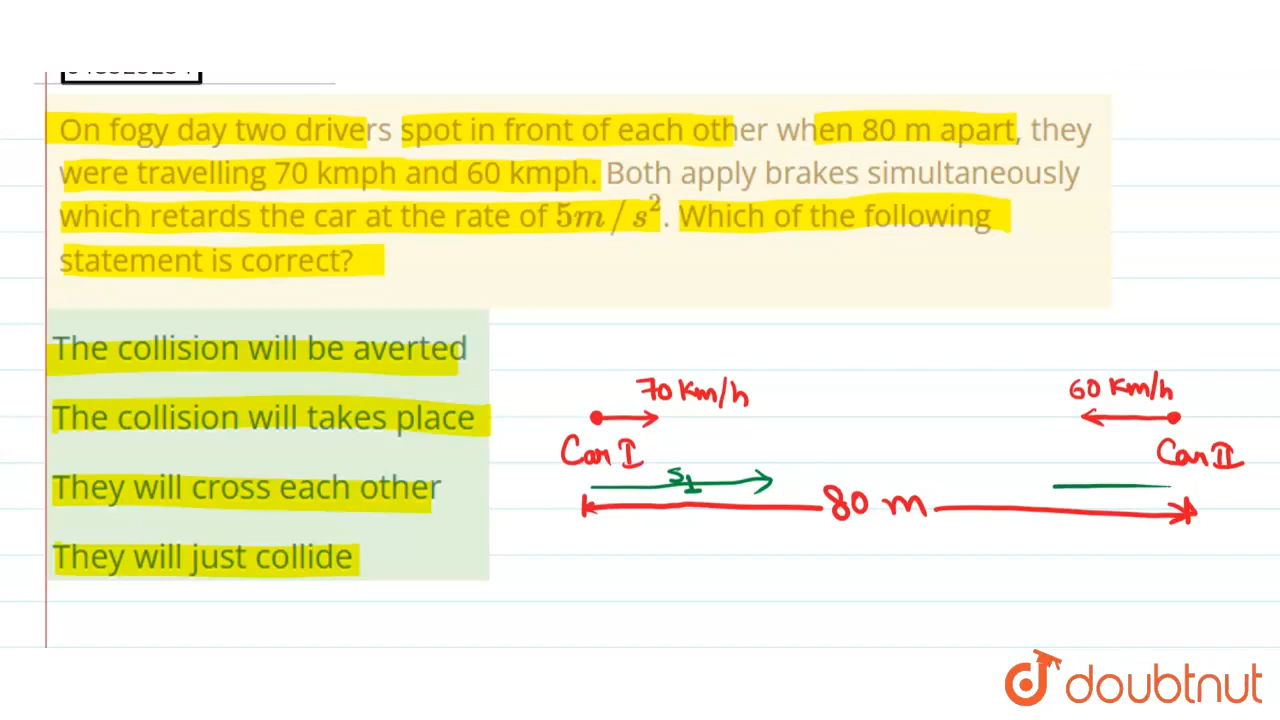 On fogy day two drivers spot in front of each other when 80 m apart, they
were travelling 70 kmph and 60 kmph. Both apply brakes simultaneously
which retards the car at the rate of 5m/s². Which of the following
statement is correct?
The collision will be averted
The collision will takes place
They will cross each other
They will just collide
70 Km/h
60 Km/h
Car I
Car II
S₁
80 m
doubtnut